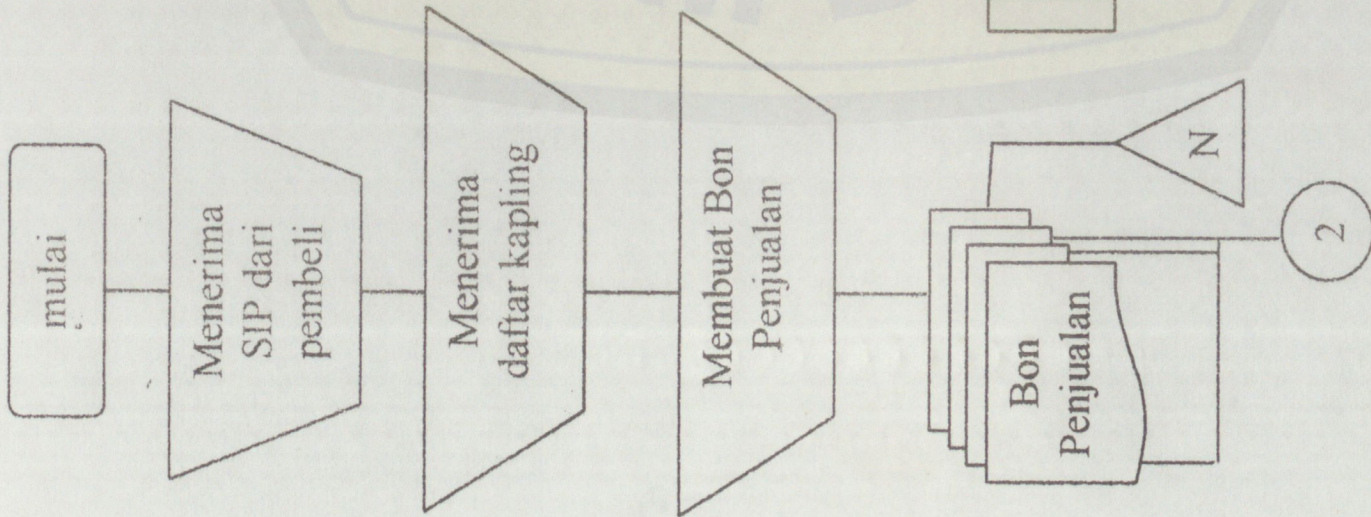 mulai
Menerima
SIP dari
pembeli
Menerima
daftar kapling
Membuat Bon
Penjualan
Bon
Penjualan
N
2